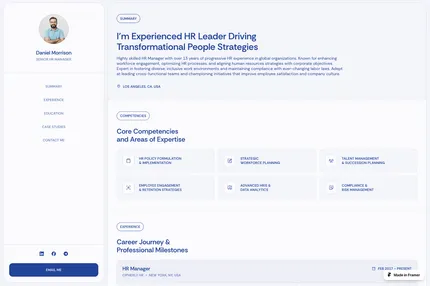 Daniel Morrison
SENIOR HR MANAGER
SUMMARY
EXPERIENCE
EDUCATION
CASE STUDIES
CONTACT ME
EMAIL ME
SUMMARY
I'm Experienced HR Leader Driving
Transformational People Strategies
Highly skilled HR Manager with over 15 years of progressive HR experience in global organizations. Known for enhancing
workforce engagement, optimizing HR processes, and aligning human resources strategies with corporate objectives.
Expert in fostering diverse, inclusive work environments and maintaining compliance with ever-changing labor laws. Adept
at leading cross-functional teams and championing initiatives that improve employee satisfaction and company culture.
LOS ANGELES, CA, USA
COMPETENCIES
Core Competencies
and Areas of Expertise
HR POLICY FORMULATION
& IMPLEMENTATION
STRATEGIC
WORKFORCE PLANNING
TALENT MANAGEMENT
& SUCCESSION PLANNING
EMPLOYEE ENGAGEMENT
& RETENTION STRATEGIES
ADVANCED HRIS &
DATA ANALYTICS
COMPLIANCE &
RISK MANAGEMENT
EXPERIENCE
Career Journey &
Professional Milestones
HR Manager
FEB 2017 – PRESENT
NEW YORK, NY, USA
Made in Framer